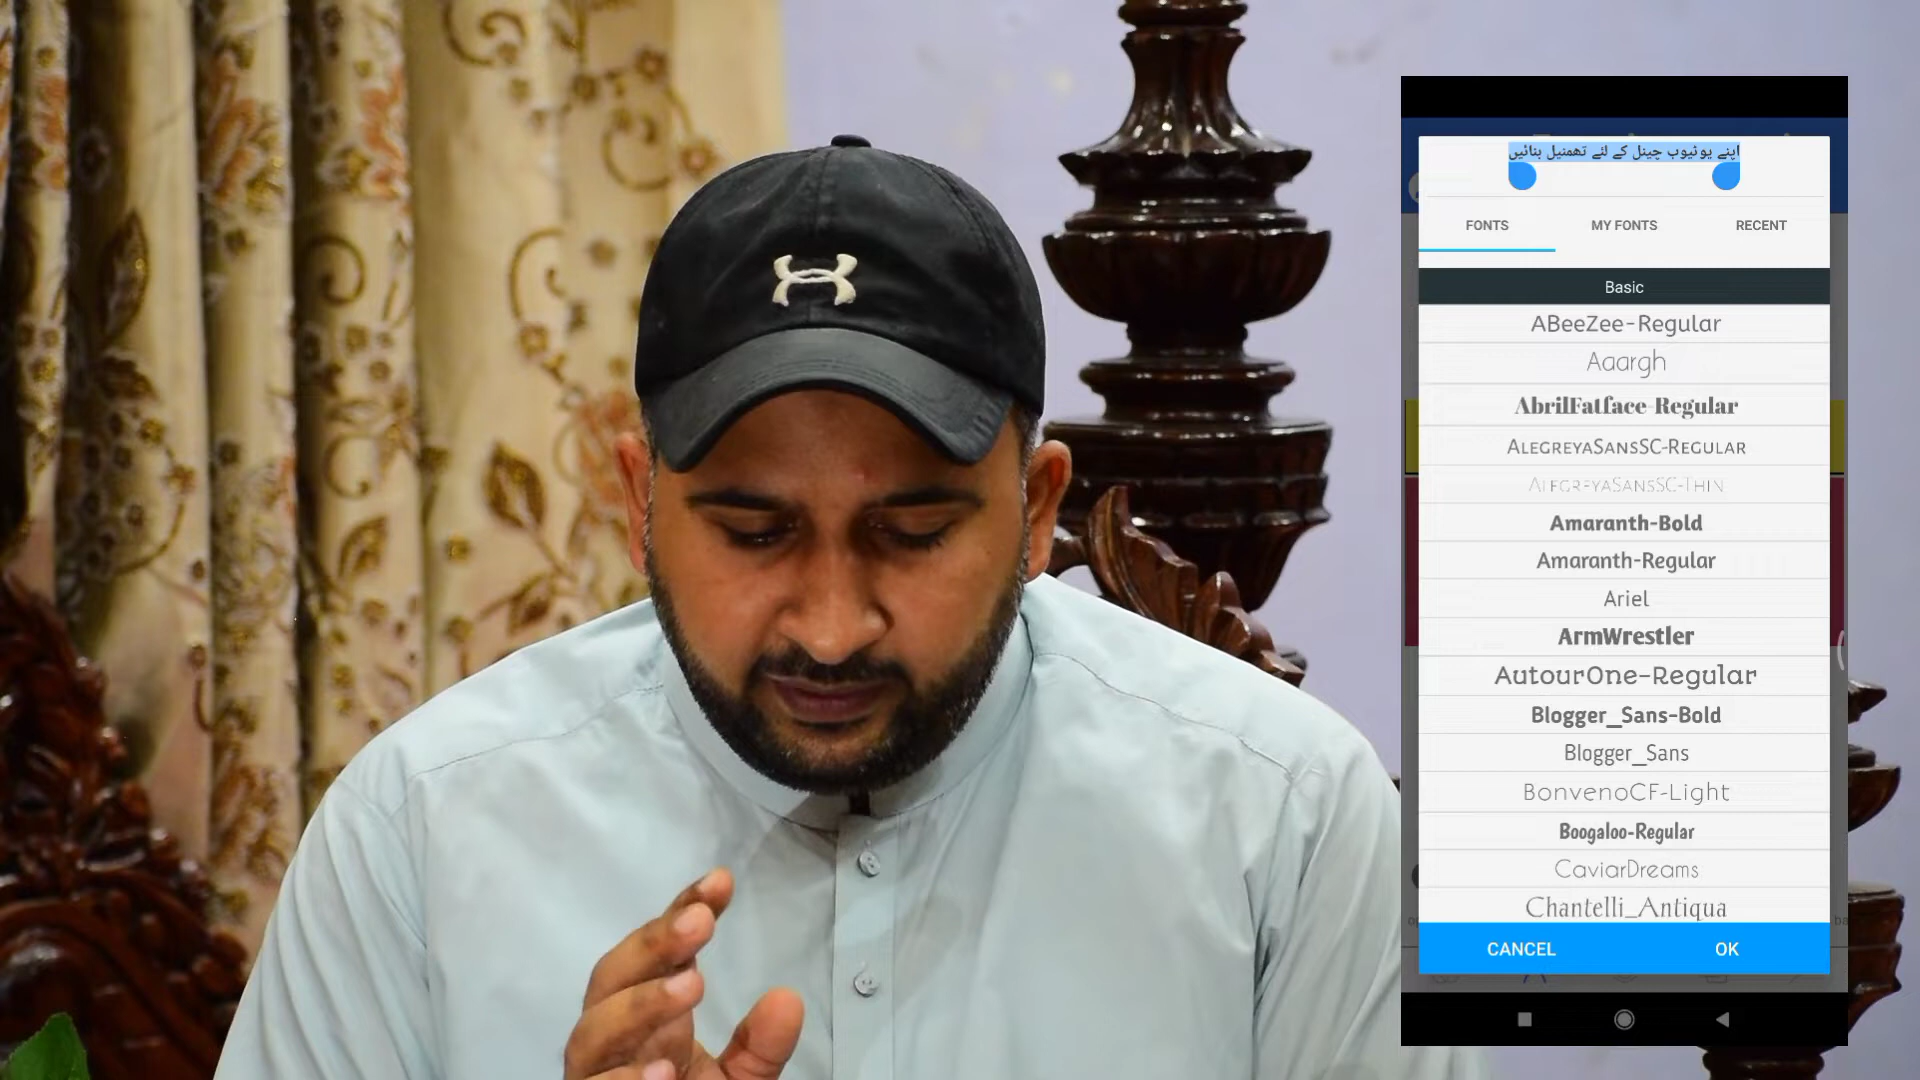 اپنے یوٹیوب چینل کے لئے تھمنیل بنائیں
FONTS
MY FONTS
RECENT
Basic
ABeeZee-Regular
Aaargh
AbrilFatface-Regular
AlegreyaSansSC-Regular
AlegreyaSansSC-Thin
Amaranth-Bold
Amaranth-Regular
Ariel
ArmWrestler
AutourOne-Regular
Blogger_Sans-Bold
Blogger_Sans
BonvenoCF-Light
Boogaloo-Regular
CaviarDreams
Chantelli_Antiqua
CANCEL
OK